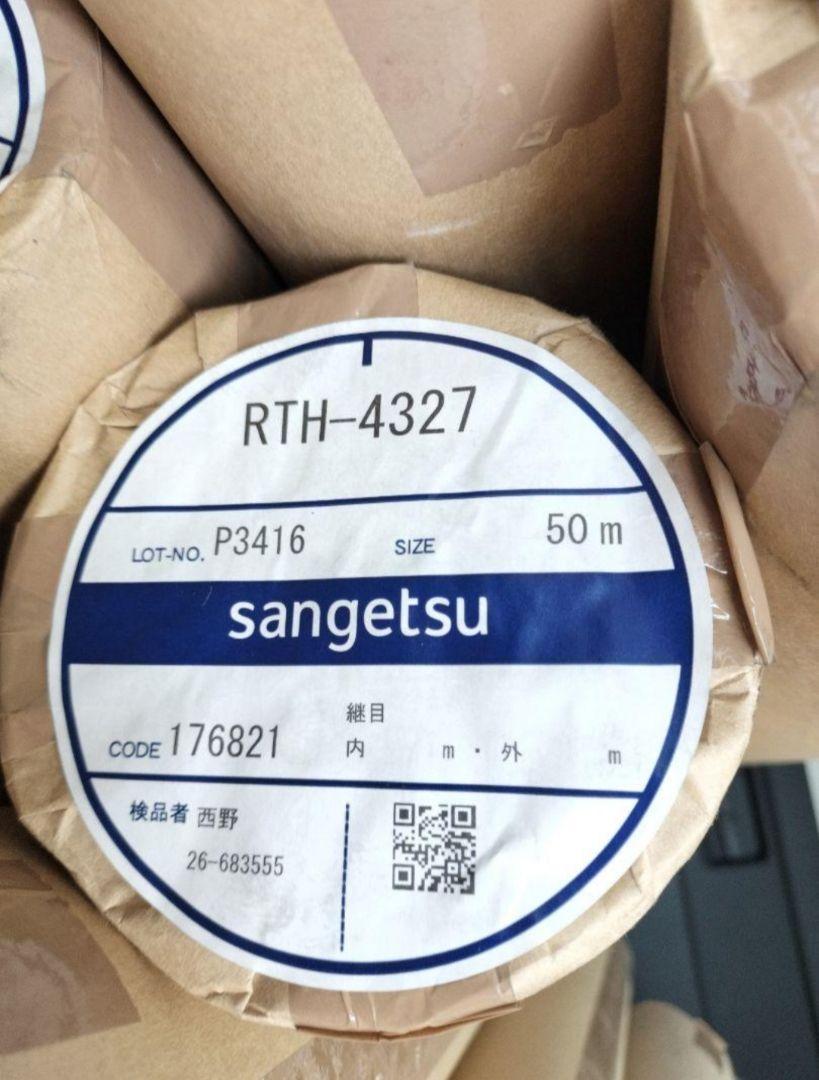 RTH-4327
LOT-NO. P3416 SIZE 50 m
sangetsu
継目
CODE 176821 内 m・外 m
検品者 西野
26-683555